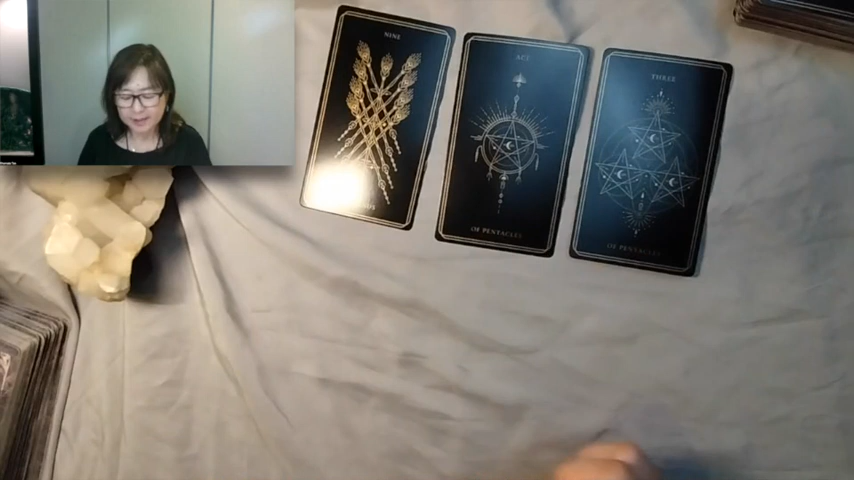 NINE
ACE
OF PENTACLES
THREE
OF PENTACLES